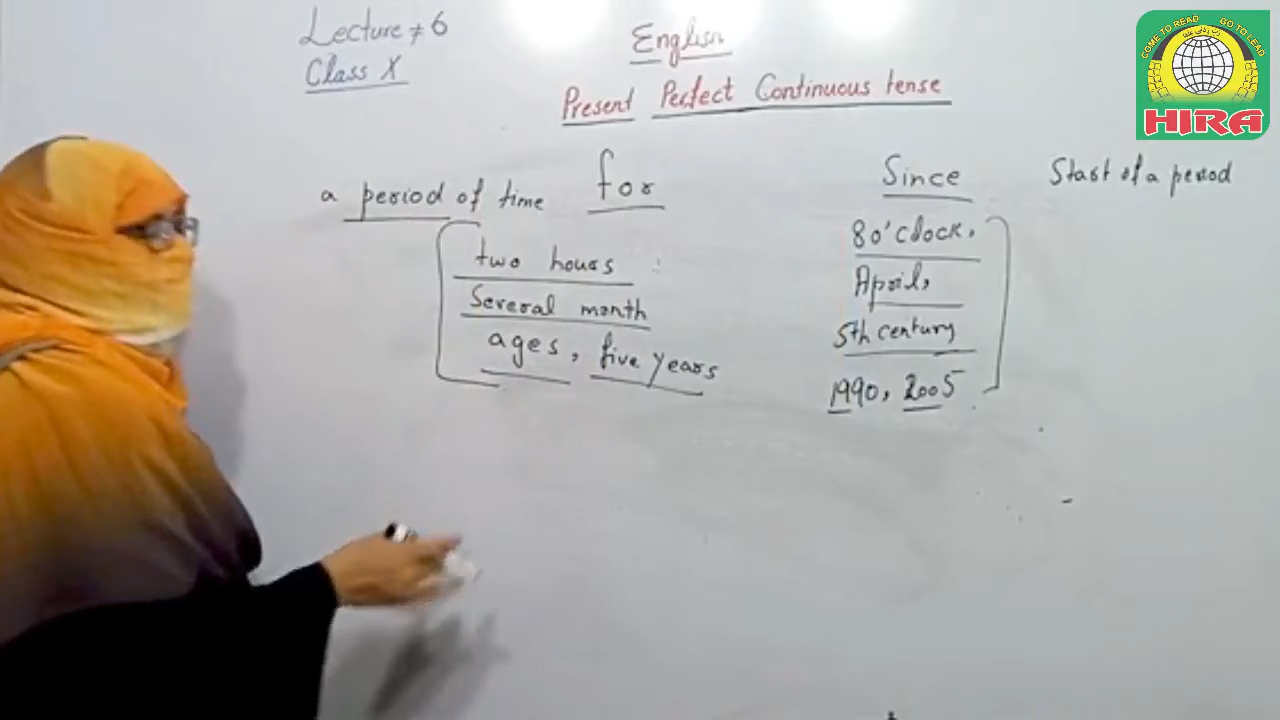 Lecture # 6
Class X
English
Present Perfect Continuous tense
a period of time
for
two hours
Several month
ages, five years
Since
Start of a period
8o'clock,
April,
5th century
1990, 2005
COME TO READ GO TO LEAD
HIRA